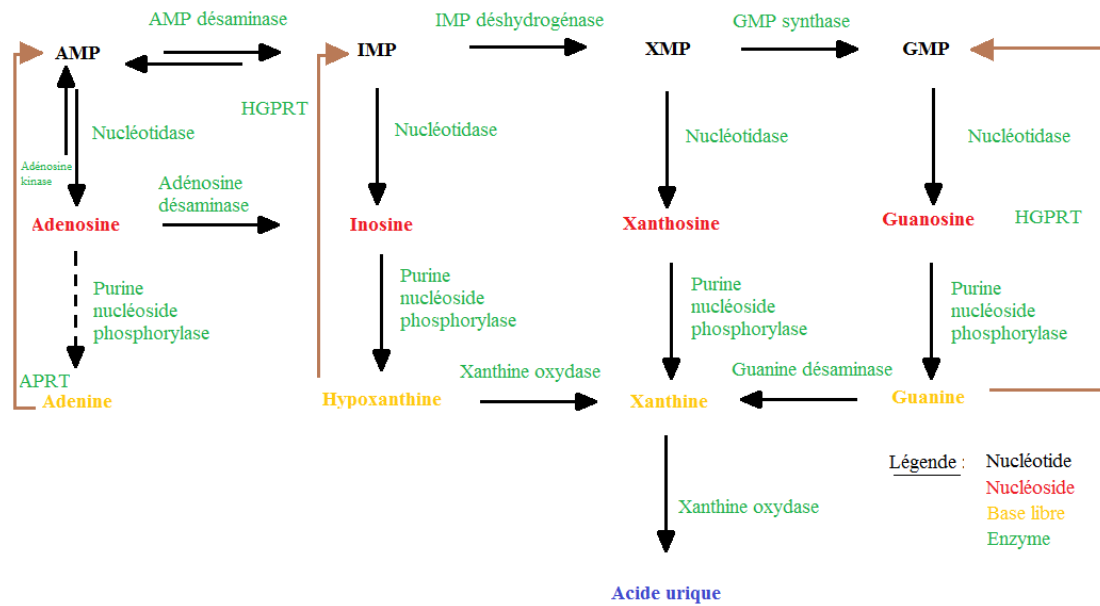 AMP désaminase
IMP déshydrogénase
GMP synthase
AMP
IMP
XMP
GMP
HGPRT
Nucléotidase
Nucléotidase
Nucléotidase
Nucléotidase
Adénosine
kinase
Adénosine
désaminase
Adenosine
Inosine
Xanthosine
Guanosine
HGPRT
Purine
nucléoside
phosphorylase
Purine
nucléoside
phosphorylase
Purine
nucléoside
phosphorylase
Purine
nucléoside
phosphorylase
APRT
Xanthine oxydase
Guanine désaminase
Adenine
Hypoxanthine
Xanthine
Guanine
Légende :
Nucléotide
Nucléoside
Base libre
Enzyme
Xanthine oxydase
Acide urique